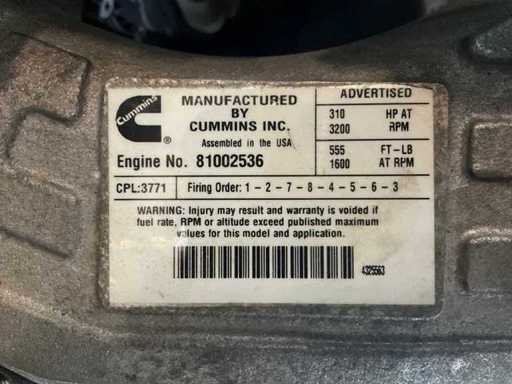 Cummins
®
MANUFACTURED
BY
CUMMINS INC.
Assembled in the USA
Engine No. 81002536
ADVERTISED
310 HP AT
3200 RPM
555 FT-LB
1600 AT RPM
CPL:3771 Firing Order: 1 - 2 - 7 - 8 - 4 - 5 - 6 - 3
WARNING: Injury may result and warranty is voided if
fuel rate, RPM or altitude exceed published maximum
values for this model and application.
4325563